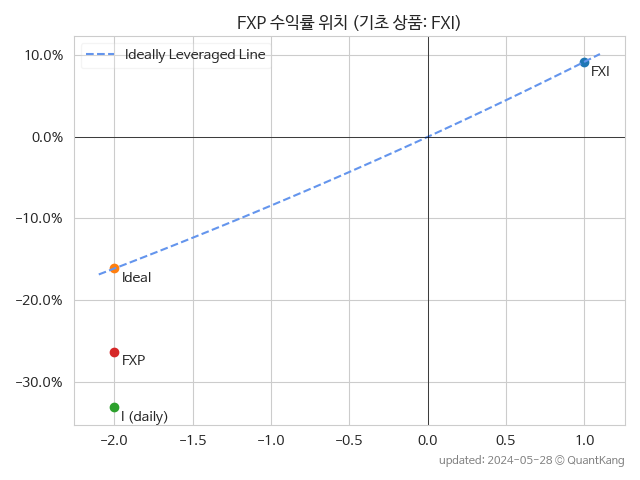 FXP 수익률 위치 (기초 상품: FXI)
Ideally Leveraged Line
10.0%
0.0%
−10.0%
−20.0%
−30.0%
FXI
Ideal
FXP
I (daily)
−2.0 −1.5 −1.0 −0.5 0.0 0.5 1.0
updated: 2024-05-28 © QuantKang